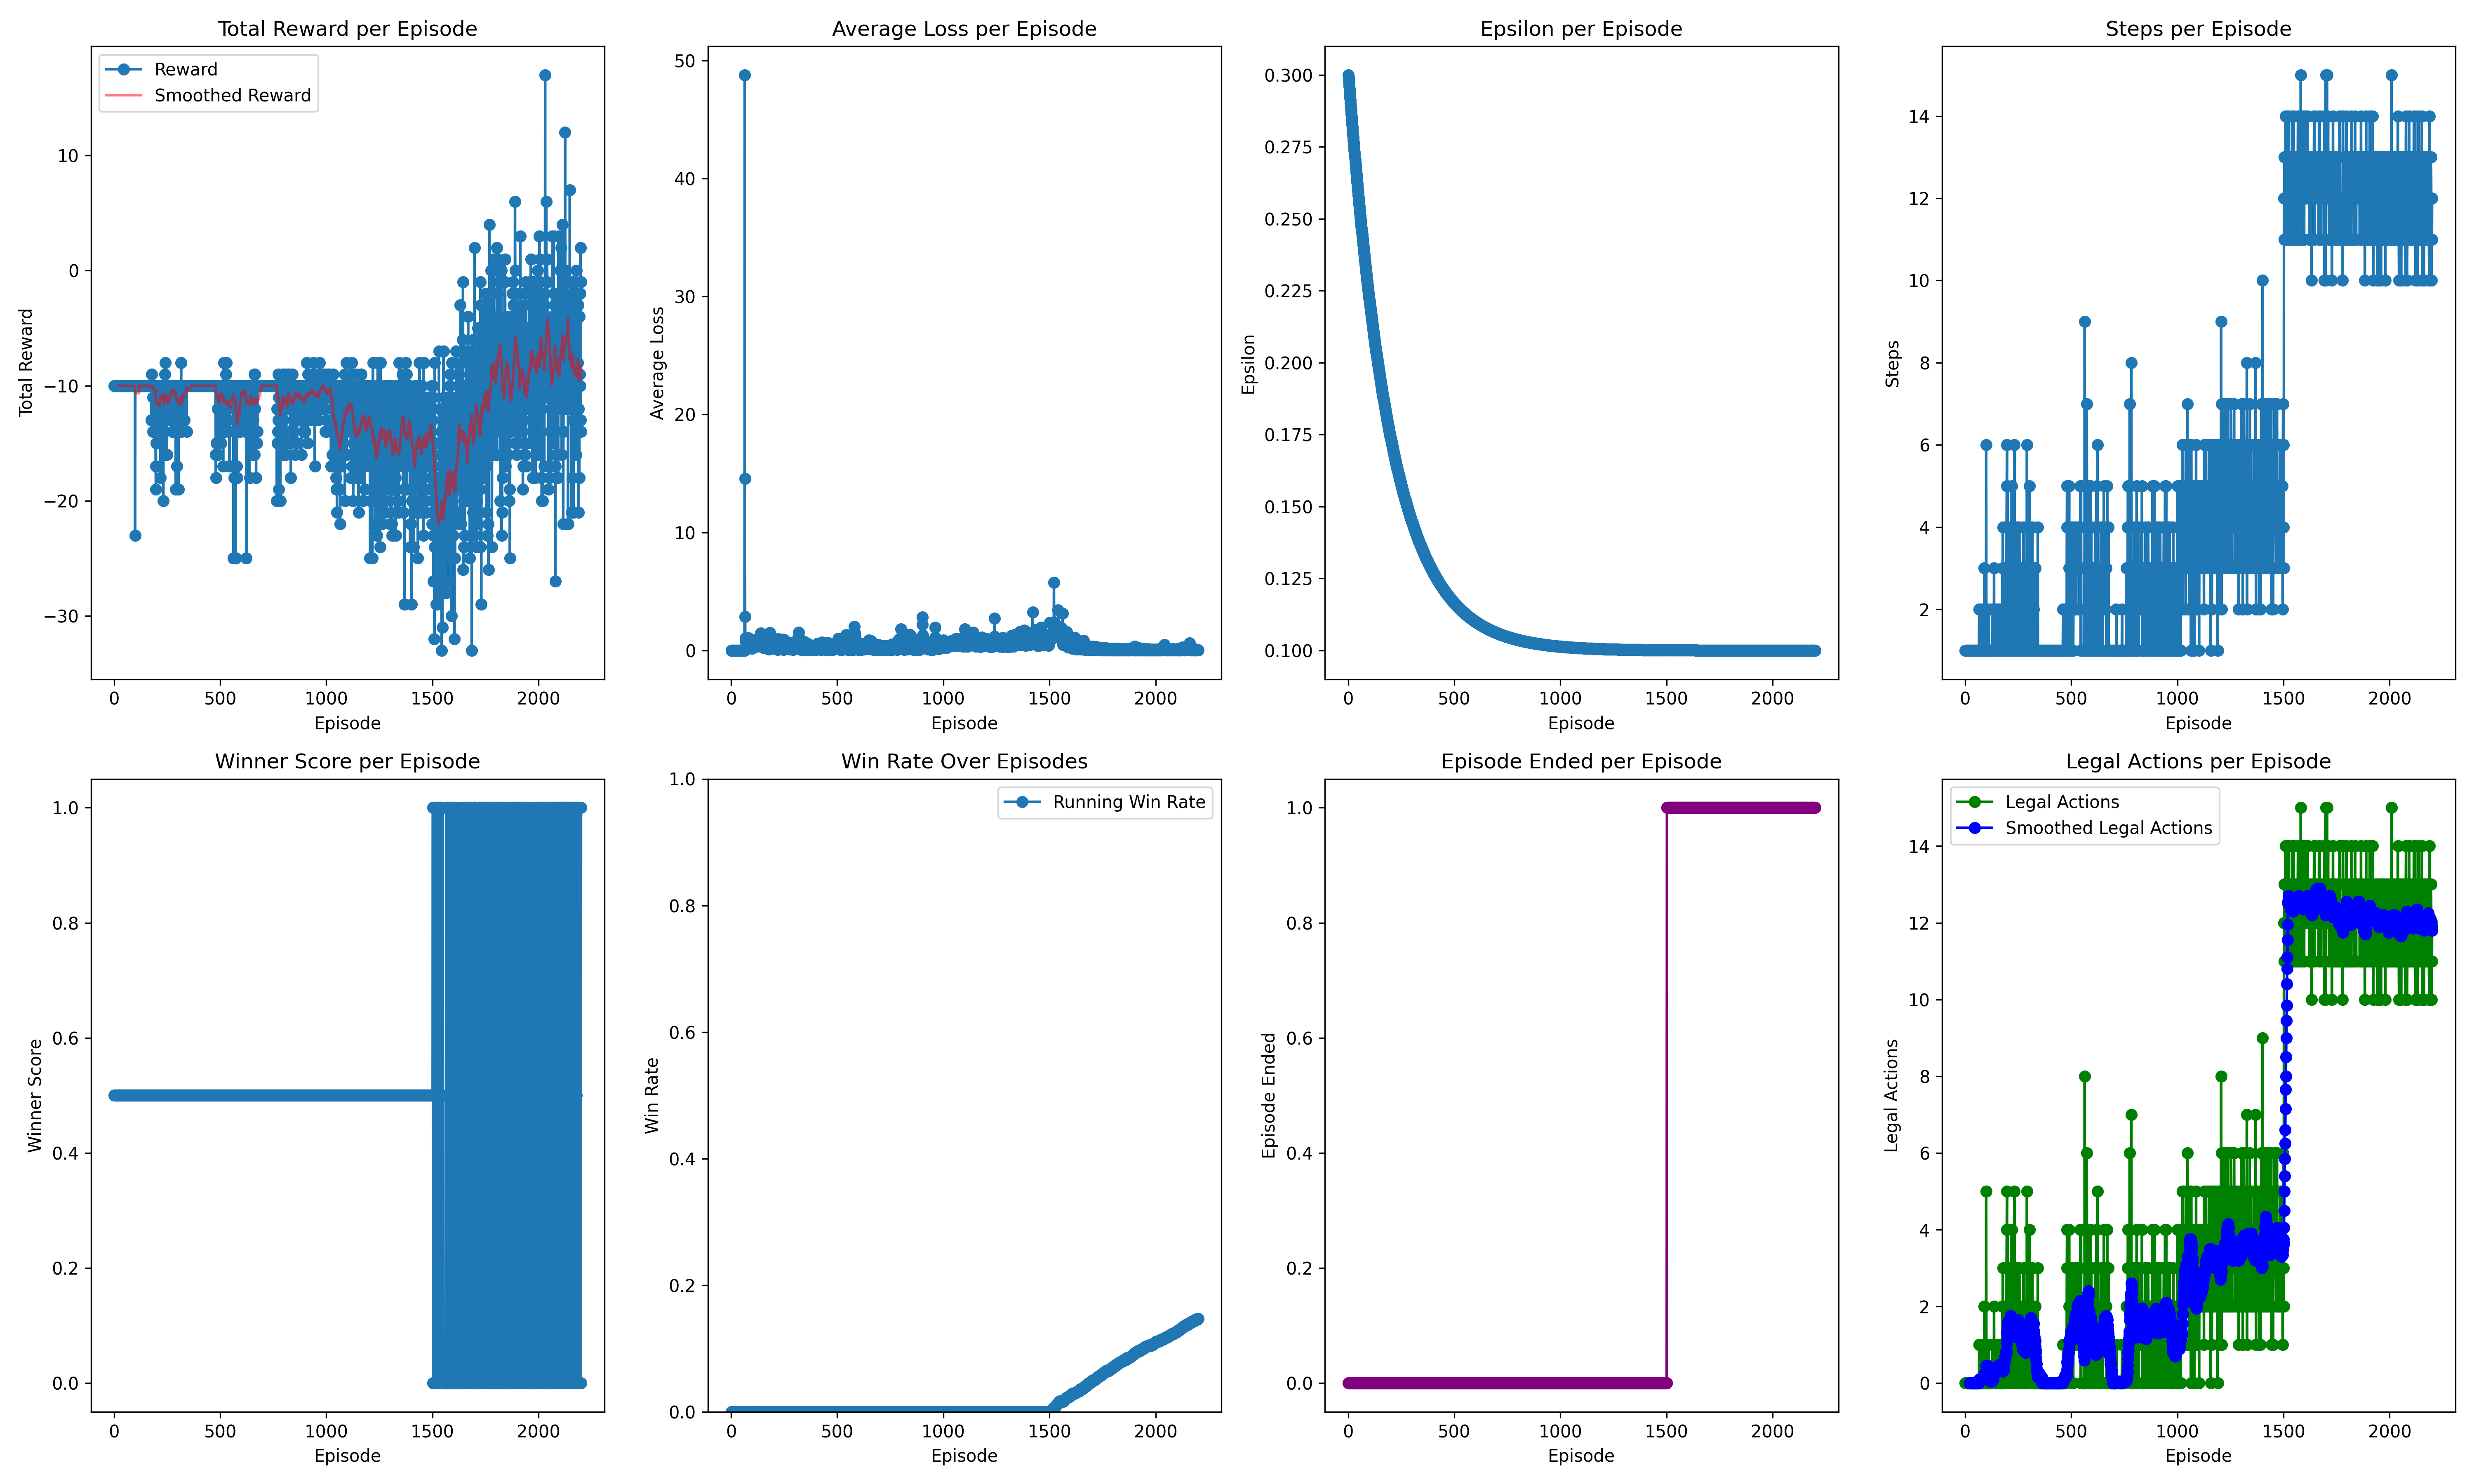 Total Reward per Episode
Reward
Smoothed Reward
10
0
−10
−20
−30
Total Reward
0 500 1000 1500 2000
Episode
Average Loss per Episode
50
40
30
20
10
0
Average Loss
0 500 1000 1500 2000
Episode
Epsilon per Episode
0.300
0.275
0.250
0.225
0.200
0.175
0.150
0.125
0.100
Epsilon
0 500 1000 1500 2000
Episode
Steps per Episode
14
12
10
8
6
4
2
Steps
0 500 1000 1500 2000
Episode
Winner Score per Episode
1.0
0.8
0.6
0.4
0.2
0.0
Winner Score
0 500 1000 1500 2000
Episode
Win Rate Over Episodes
Running Win Rate
1.0
0.8
0.6
0.4
0.2
0.0
Win Rate
0 500 1000 1500 2000
Episode
Episode Ended per Episode
1.0
0.8
0.6
0.4
0.2
0.0
Episode Ended
0 500 1000 1500 2000
Episode
Legal Actions per Episode
Legal Actions
Smoothed Legal Actions
14
12
10
8
6
4
2
0
Legal Actions
0 500 1000 1500 2000
Episode